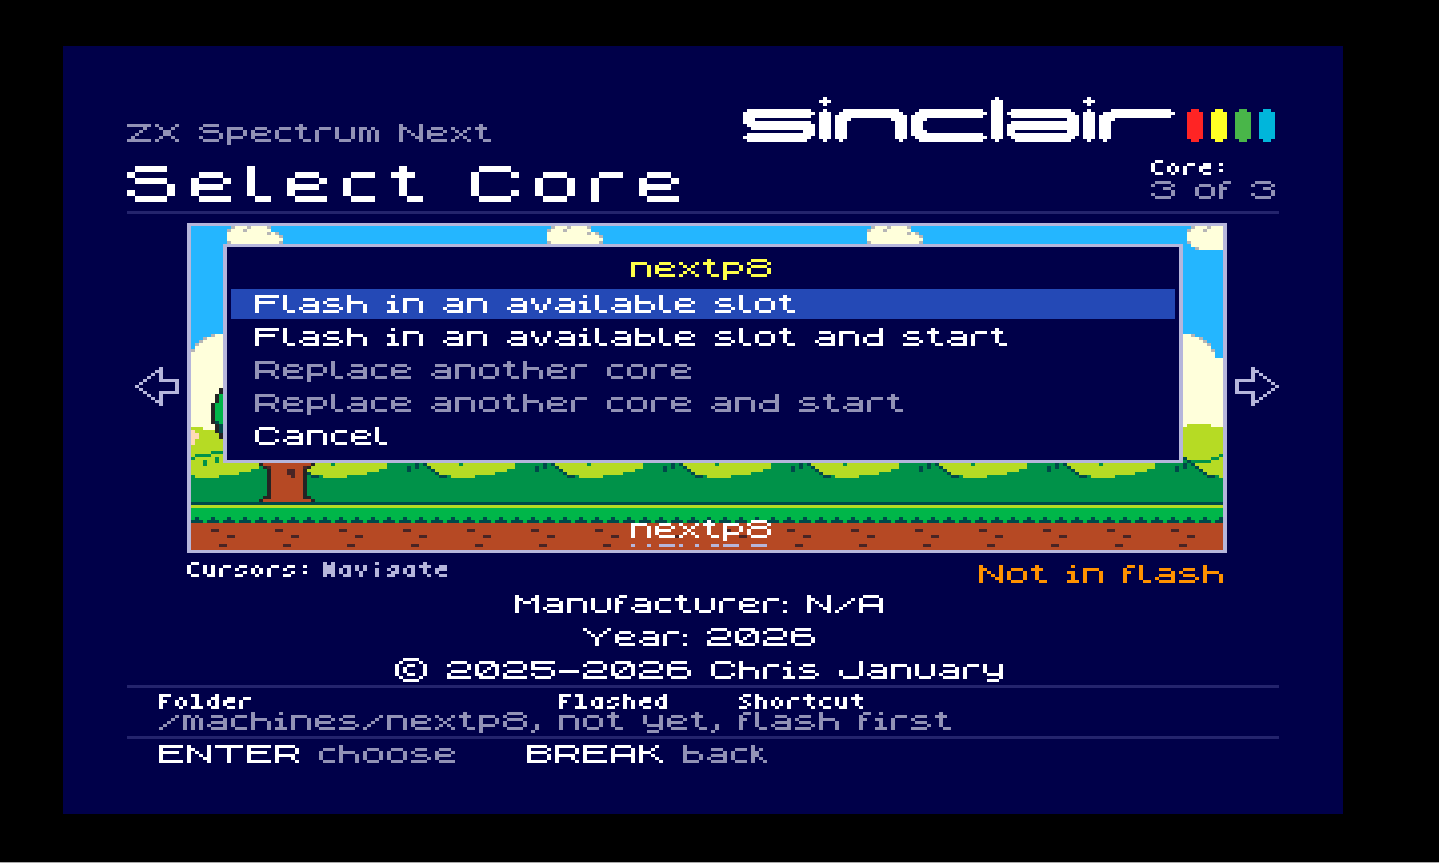 ZX Spectrum Next
sinclair
Select Core
Core:
3 of 3
nextp8
Flash in an available slot
Flash in an available slot and start
Replace another core
Replace another core and start
Cancel
nextp8
Cursors: Navigate
Not in flash
Manufacturer: N/A
Year: 2026
© 2025-2026 Chris January
Folder Flashed Shortcut
/machines/nextp8, not yet, flash first
ENTER choose BREAK back